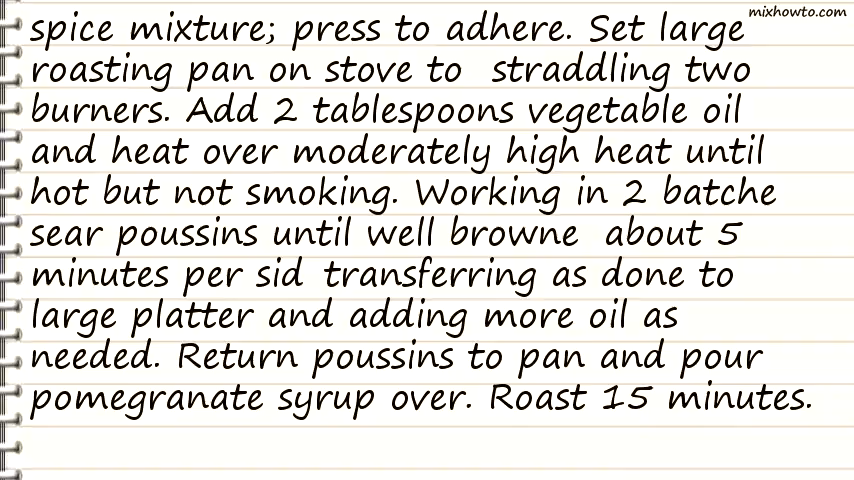 mixhowto.com
spice mixture; press to adhere. Set large
roasting pan on stove to  straddling two
burners. Add 2 tablespoons vegetable oil
and heat over moderately high heat until
hot but not smoking. Working in 2 batche
sear poussins until well browne  about 5
minutes per sid  transferring as done to
large platter and adding more oil as
needed. Return poussins to pan and pour
pomegranate syrup over. Roast 15 minutes.